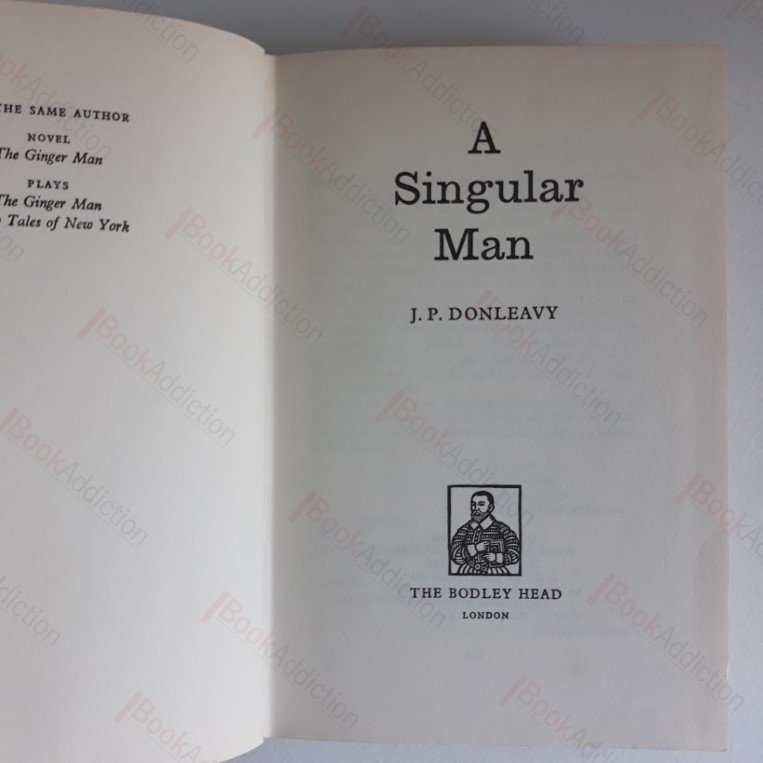 THE SAME AUTHOR
NOVEL
The Ginger Man
PLAYS
The Ginger Man
Tales of New York
A
Singular
Man
J. P. DONLEAVY
THE BODLEY HEAD
LONDON
BookAddiction